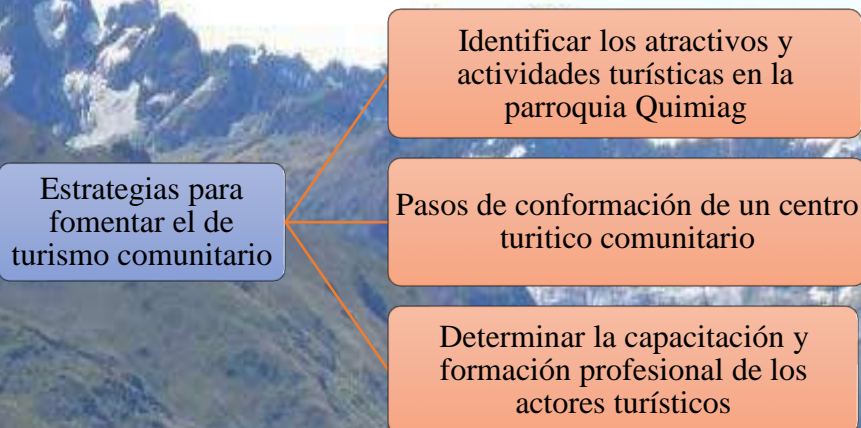 Estrategias para
fomentar el de
turismo comunitario
Identificar los atractivos y
actividades turísticas en la
parroquia Quimiag
Pasos de conformación de un centro
turitico comunitario
Determinar la capacitación y
formación profesional de los
actores turísticos